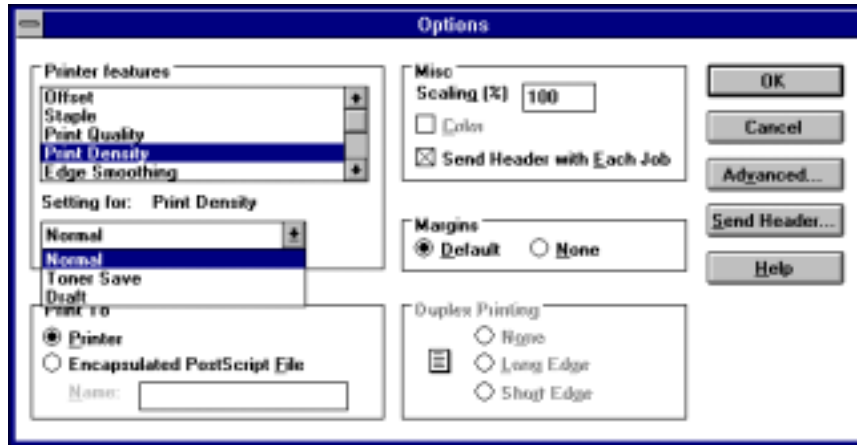 Options
Printer features
Offset
Staple
Print Quality
Print Density
Edge Smoothing
Setting for: Print Density
Normal
Normal
Toner Save
Draft
Print To
Printer
Encapsulated PostScript File
Name:
Misc
Scaling (%) 100
Color
Send Header with Each Job
Margins
Default None
Duplex Printing
None
Long Edge
Short Edge
OK
Cancel
Advanced...
Send Header...
Help